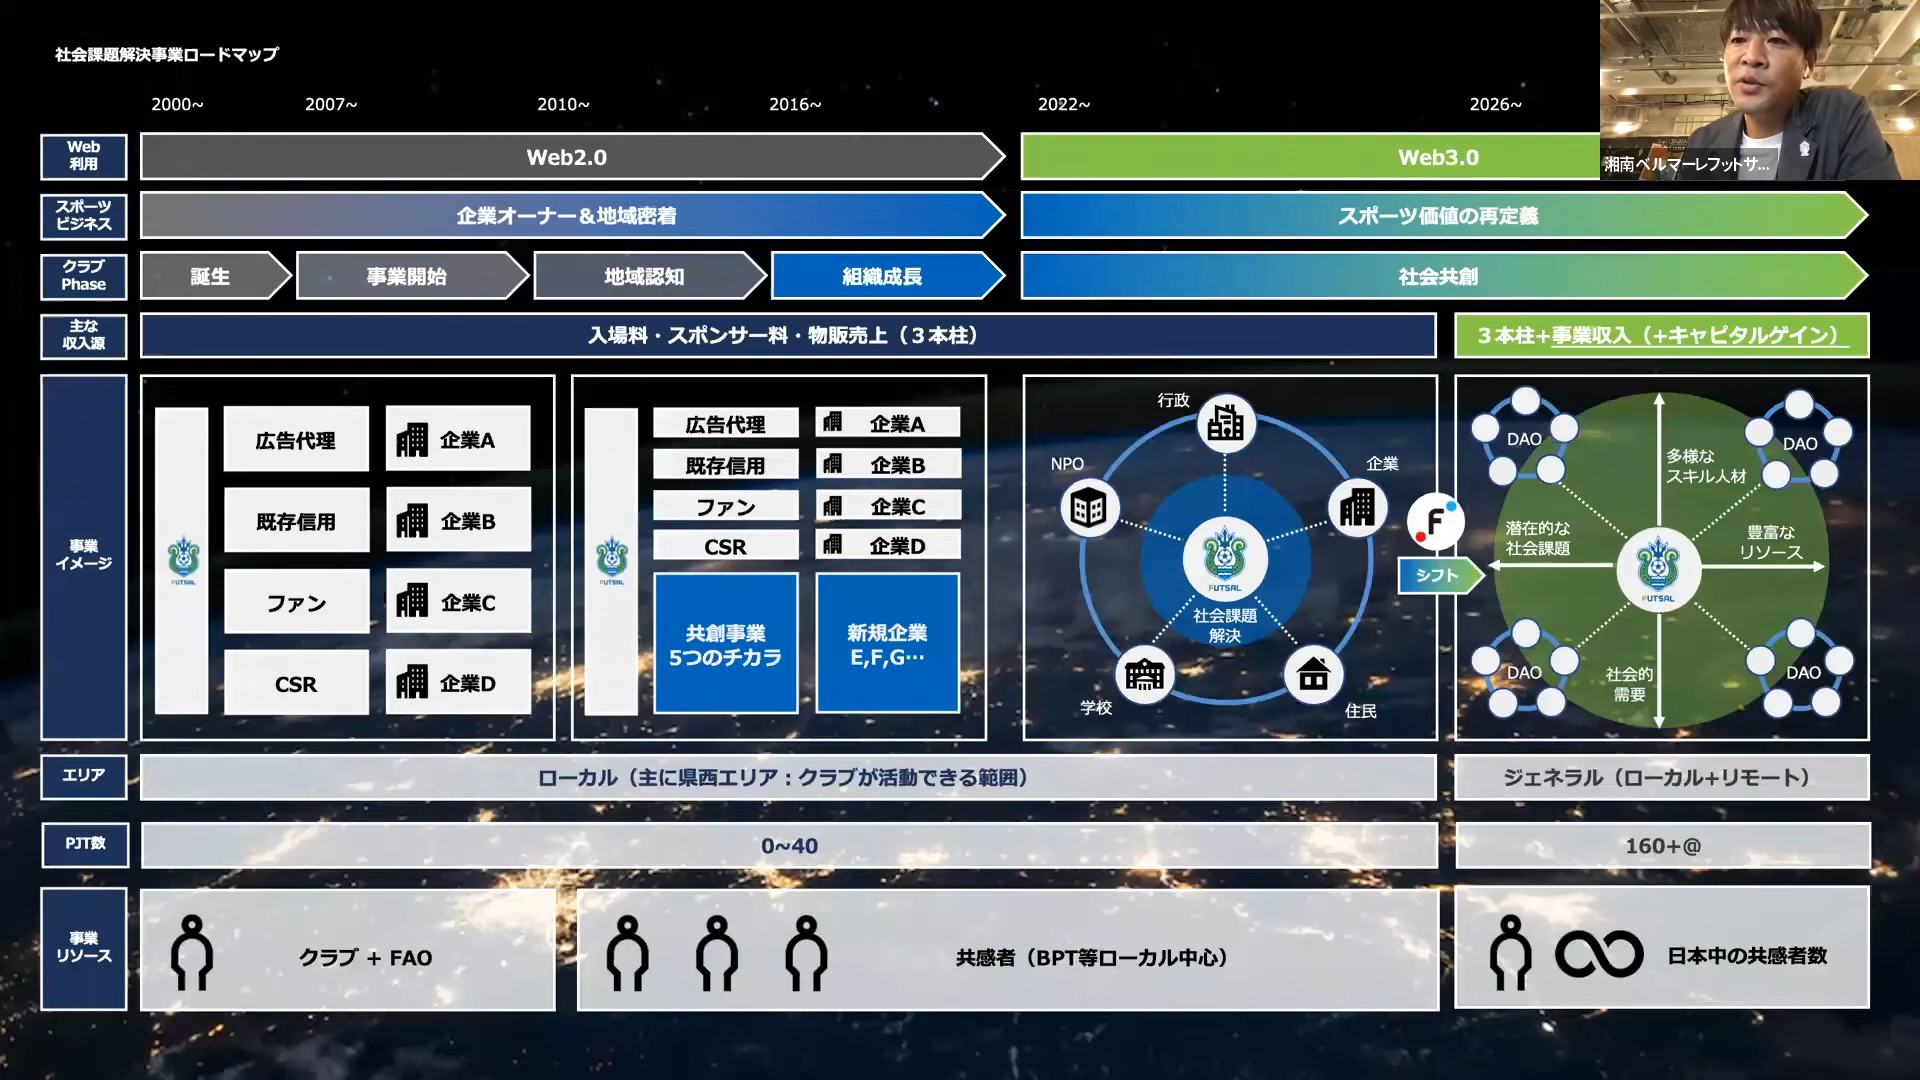 社会課題解決事業ロードマップ
2000~
2007~
2010~
2016~
2022~
2026~
湘南ベルマーレフットサ...
Web
利用
Web2.0
Web3.0
スポーツ
ビジネス
企業オーナー＆地域密着
スポーツ価値の再定義
クラブ
Phase
誕生
事業開始
地域認知
組織成長
社会共創
主な
収入源
入場料・スポンサー料・物販売上（３本柱）
３本柱+事業収入（+キャピタルゲイン）
事業
イメージ
FUTSAL
広告代理
企業A
既存信用
企業B
ファン
企業C
CSR
企業D
FUTSAL
広告代理
企業A
既存信用
企業B
ファン
企業C
CSR
企業D
共創事業
5つのチカラ
新規企業
E,F,G…
行政
NPO
企業
FUTSAL
社会課題
解決
学校
住民
F
シフト
DAO
DAO
多様な
スキル人材
潜在的な
社会課題
豊富な
リソース
FUTSAL
DAO
社会的
需要
DAO
エリア
ローカル（主に県西エリア：クラブが活動できる範囲）
ジェネラル（ローカル+リモート）
PJT数
0~40
160+@
事業
リソース
クラブ + FAO
共感者（BPT等ローカル中心）
日本中の共感者数